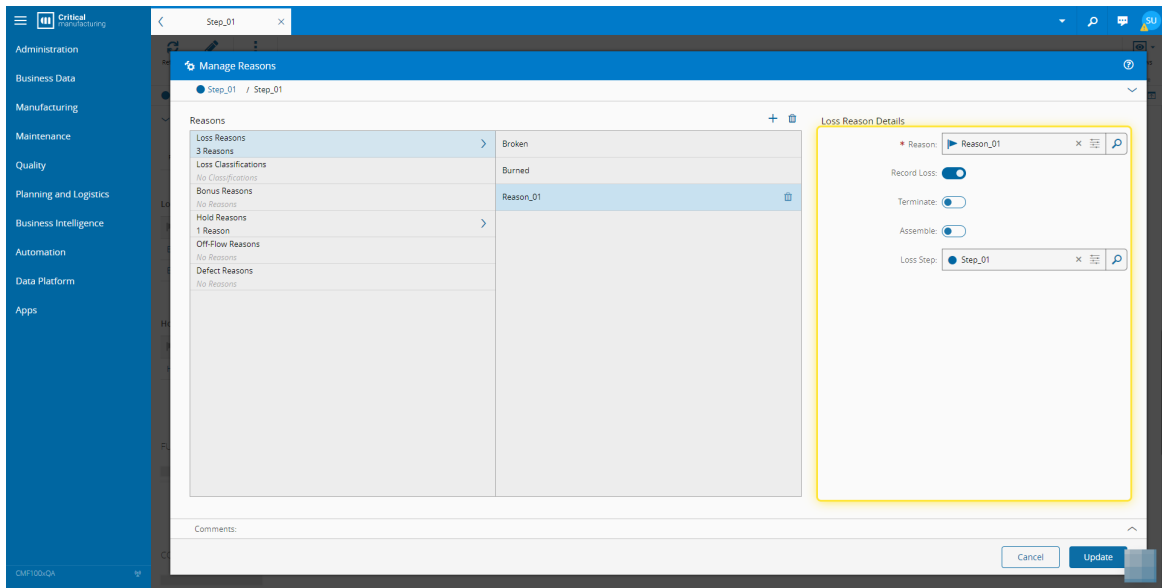 Critical
manufacturing
Step_01
SU
Administration
Business Data
Manufacturing
Maintenance
Quality
Planning and Logistics
Business Intelligence
Automation
Data Platform
Apps
CMF100xQA
Manage Reasons
Step_01 / Step_01
Reasons
Loss Reasons
3 Reasons
Loss Classifications
No Classifications
Bonus Reasons
No Reasons
Hold Reasons
1 Reason
Off-Flow Reasons
No Reasons
Defect Reasons
No Reasons
Broken
Burned
Reason_01
Loss Reason Details
* Reason: Reason_01
Record Loss:
Terminate:
Assemble:
Loss Step: Step_01
Comments:
Cancel
Update